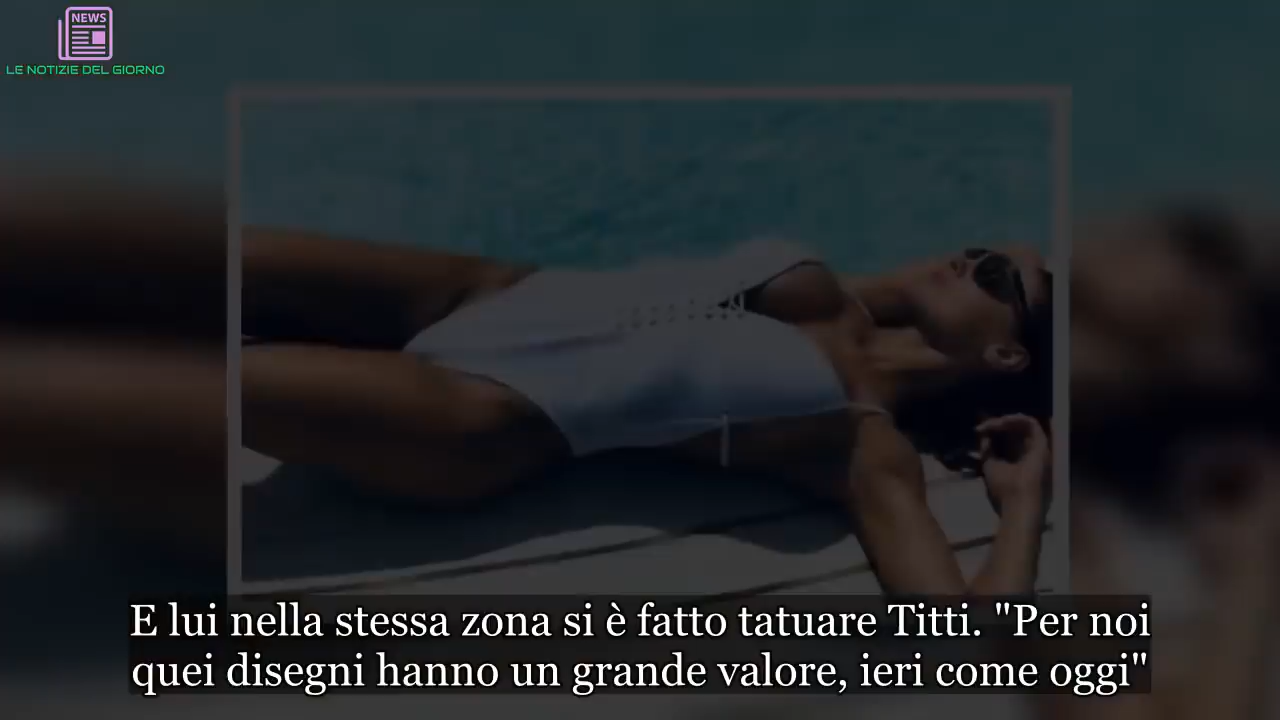 NEWS
LE NOTIZIE DEL GIORNO
E lui nella stessa zona si è fatto tatuare Titti. "Per noi
quei disegni hanno un grande valore, ieri come oggi"